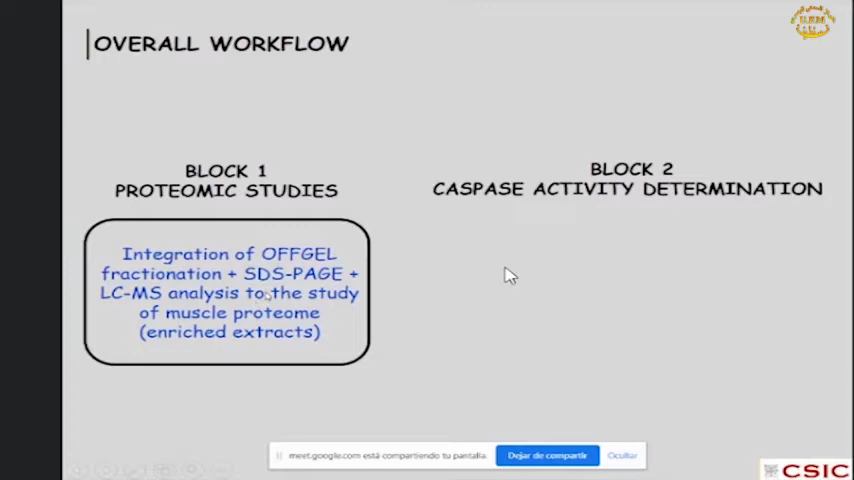 OVERALL WORKFLOW
BLOCK 1
PROTEOMIC STUDIES
BLOCK 2
CASPASE ACTIVITY DETERMINATION
Integration of OFFGEL
fractionation + SDS-PAGE +
LC-MS analysis to the study
of muscle proteome
(enriched extracts)
meet.google.com está compartiendo tu pantalla.
Dejar de compartir
Ocultar
CSIC